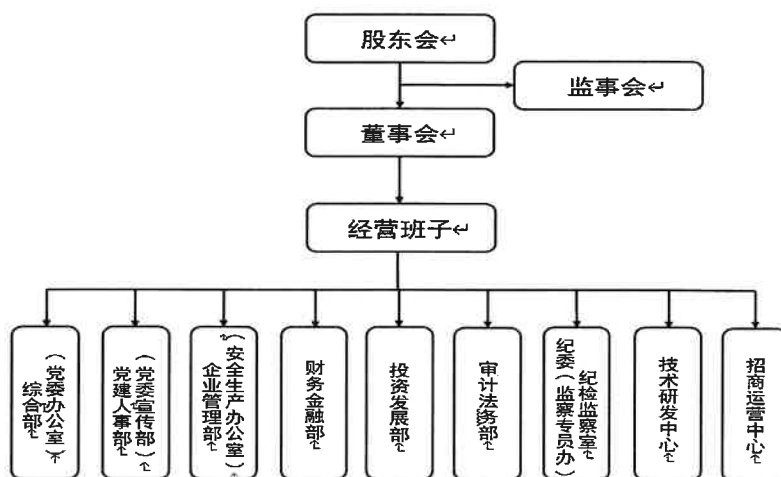 股东会
监事会
董事会
经营班子
综合部
（党委办公室）
党建人事部
（党委宣传部）
企业管理部
（安全生产办公室）
财务金融部
投资发展部
审计法务部
纪检监察室
纪委（监察专员办）
技术研发中心
招商运营中心